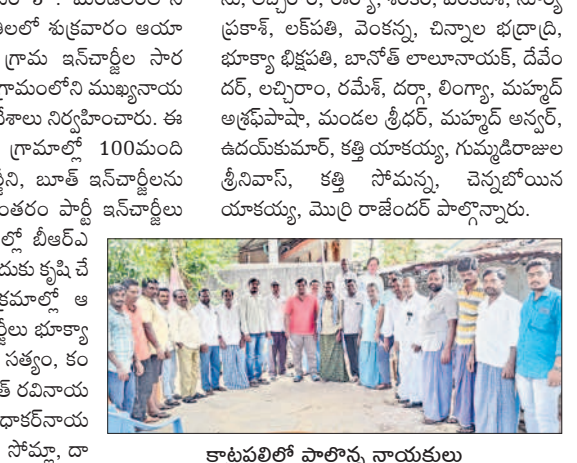 తిలలో శుక్రవారం ఆయా
గ్రామ ఇన్‌చార్జీల సార
గ్రామంలోని ముఖ్యనాయ
వేశాలు నిర్వహించారు. ఈ
గ్రామాల్లో 100మంది
ర్జీని, బూత్ ఇన్‌చార్జీలను
ంతరం పార్టీ ఇన్‌చార్జీలు
ల్లో బీఆర్ఎ
దుకు కృషి చే
క్రమాల్లో ఆ
ర్జీలు భూక్యా
సత్యం, కం
త్ రవినాయ
ధాకర్‌నాయ
సోమ్లా, దా
ప్రకాశ్, లక్‌పతి, వెంకన్న, చిన్నాల భద్రాద్రి,
భూక్యా భిక్షపతి, బానోత్ లాలూనాయక్, దేవేం
దర్, లచ్చిరాం, రమేశ్, దర్గా, లింగ్యా, మహ్మద్
అశ్రఫ్‌పాషా, మండల శ్రీధర్, మహ్మద్ అన్వర్,
ఉదయ్‌కుమార్, కత్తి యాకయ్య, గుమ్మడిరాజుల
శ్రీనివాస్, కత్తి సోమన్న, చెన్నబోయిన
యాకయ్య, మొర్రి రాజేందర్ పాల్గొన్నారు.
కాటపల్లిలో పాల్గొన్న నాయకులు